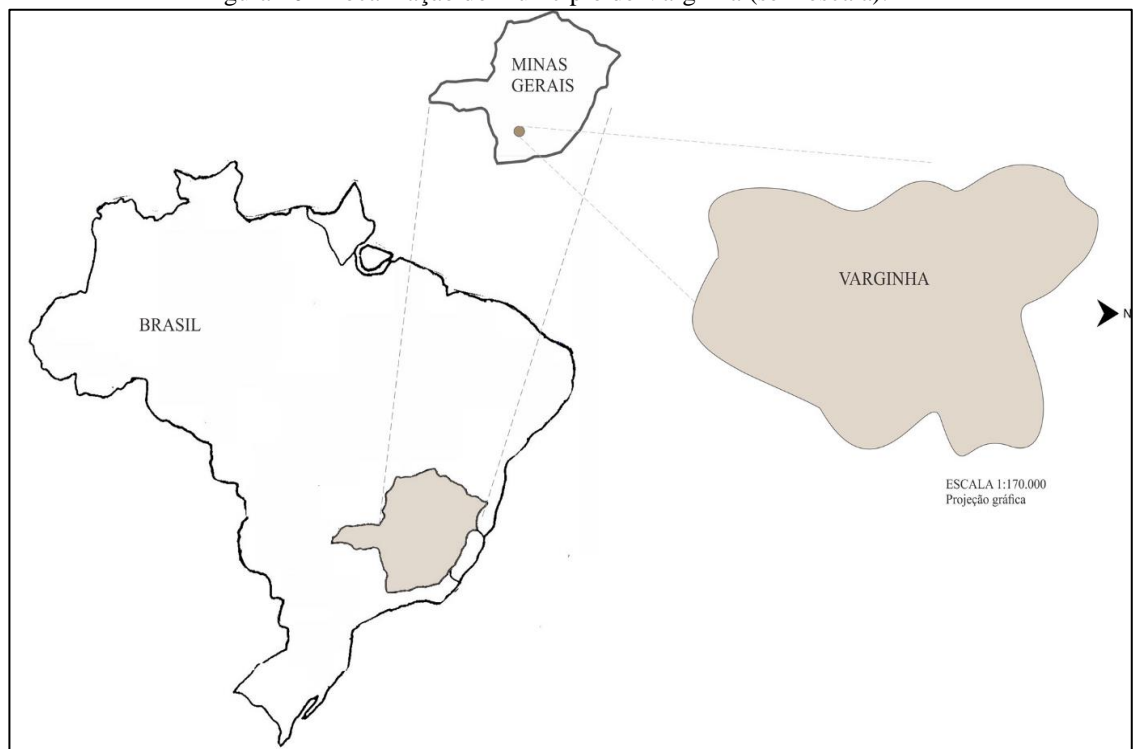 MINAS
GERAIS
BRASIL
VARGINHA
N
ESCALA 1:170.000
Projeção gráfica